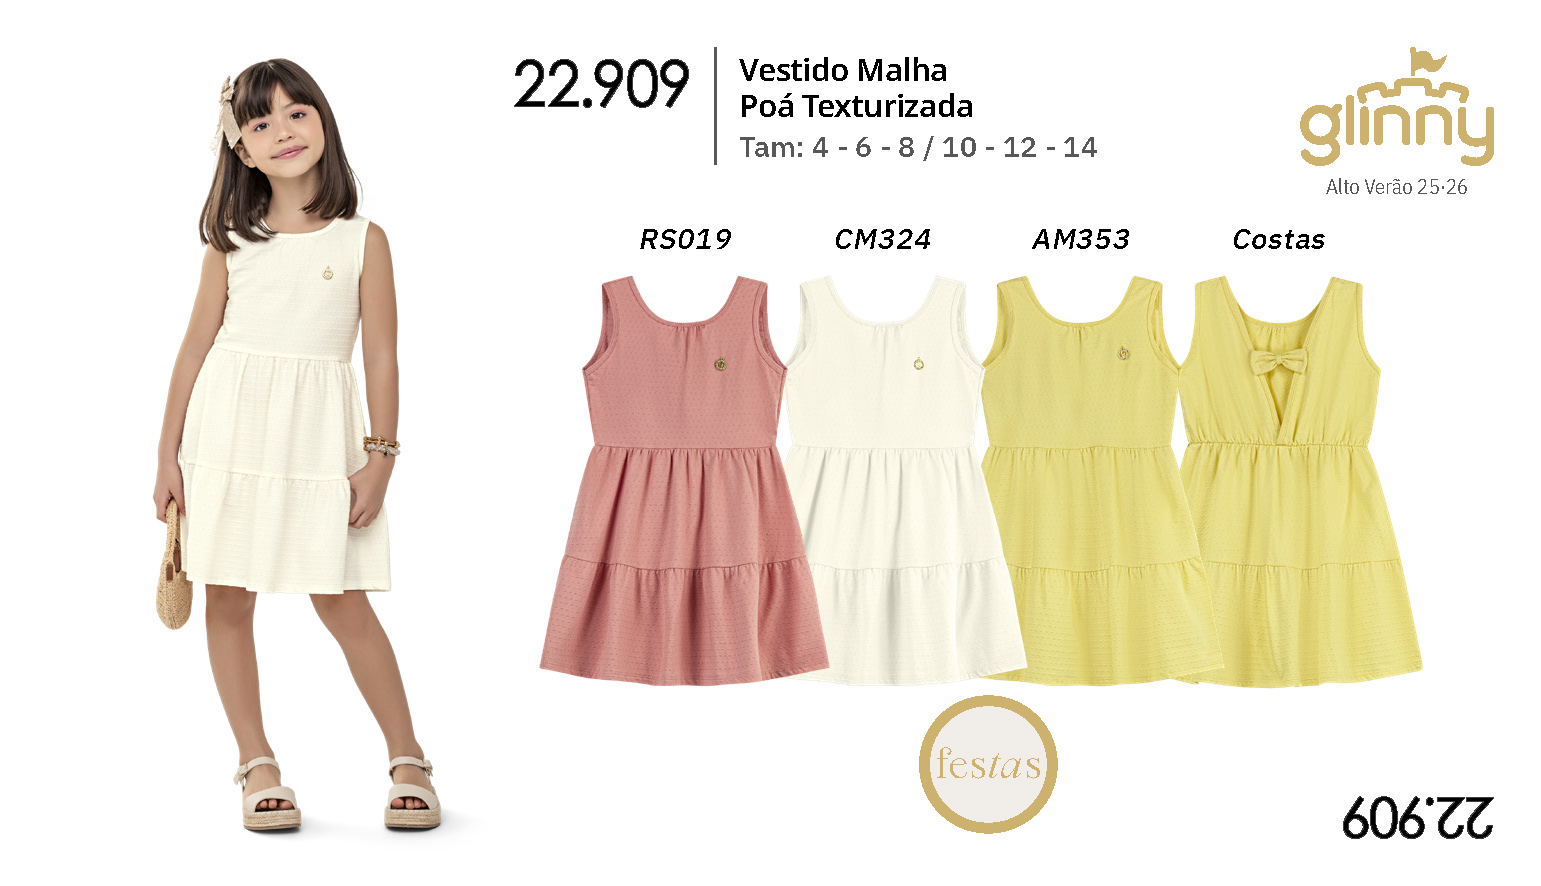 22.909
Vestido Malha
Poá Texturizada
Tam: 4 - 6 - 8 / 10 - 12 - 14
glinny
Alto Verão 25·26
RS019
CM324
AM353
Costas
festas
22.909